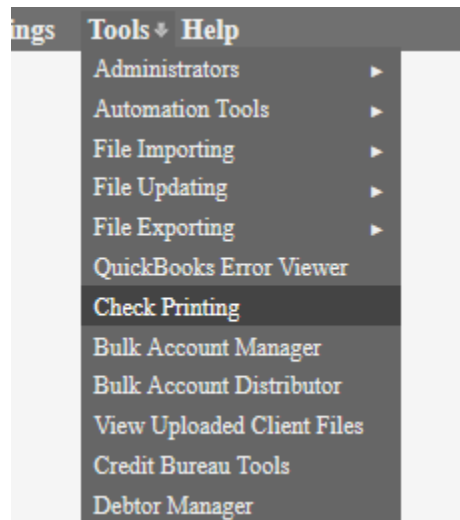 ings Tools Help
Administrators
Automation Tools
File Importing
File Updating
File Exporting
QuickBooks Error Viewer
Check Printing
Bulk Account Manager
Bulk Account Distributor
View Uploaded Client Files
Credit Bureau Tools
Debtor Manager